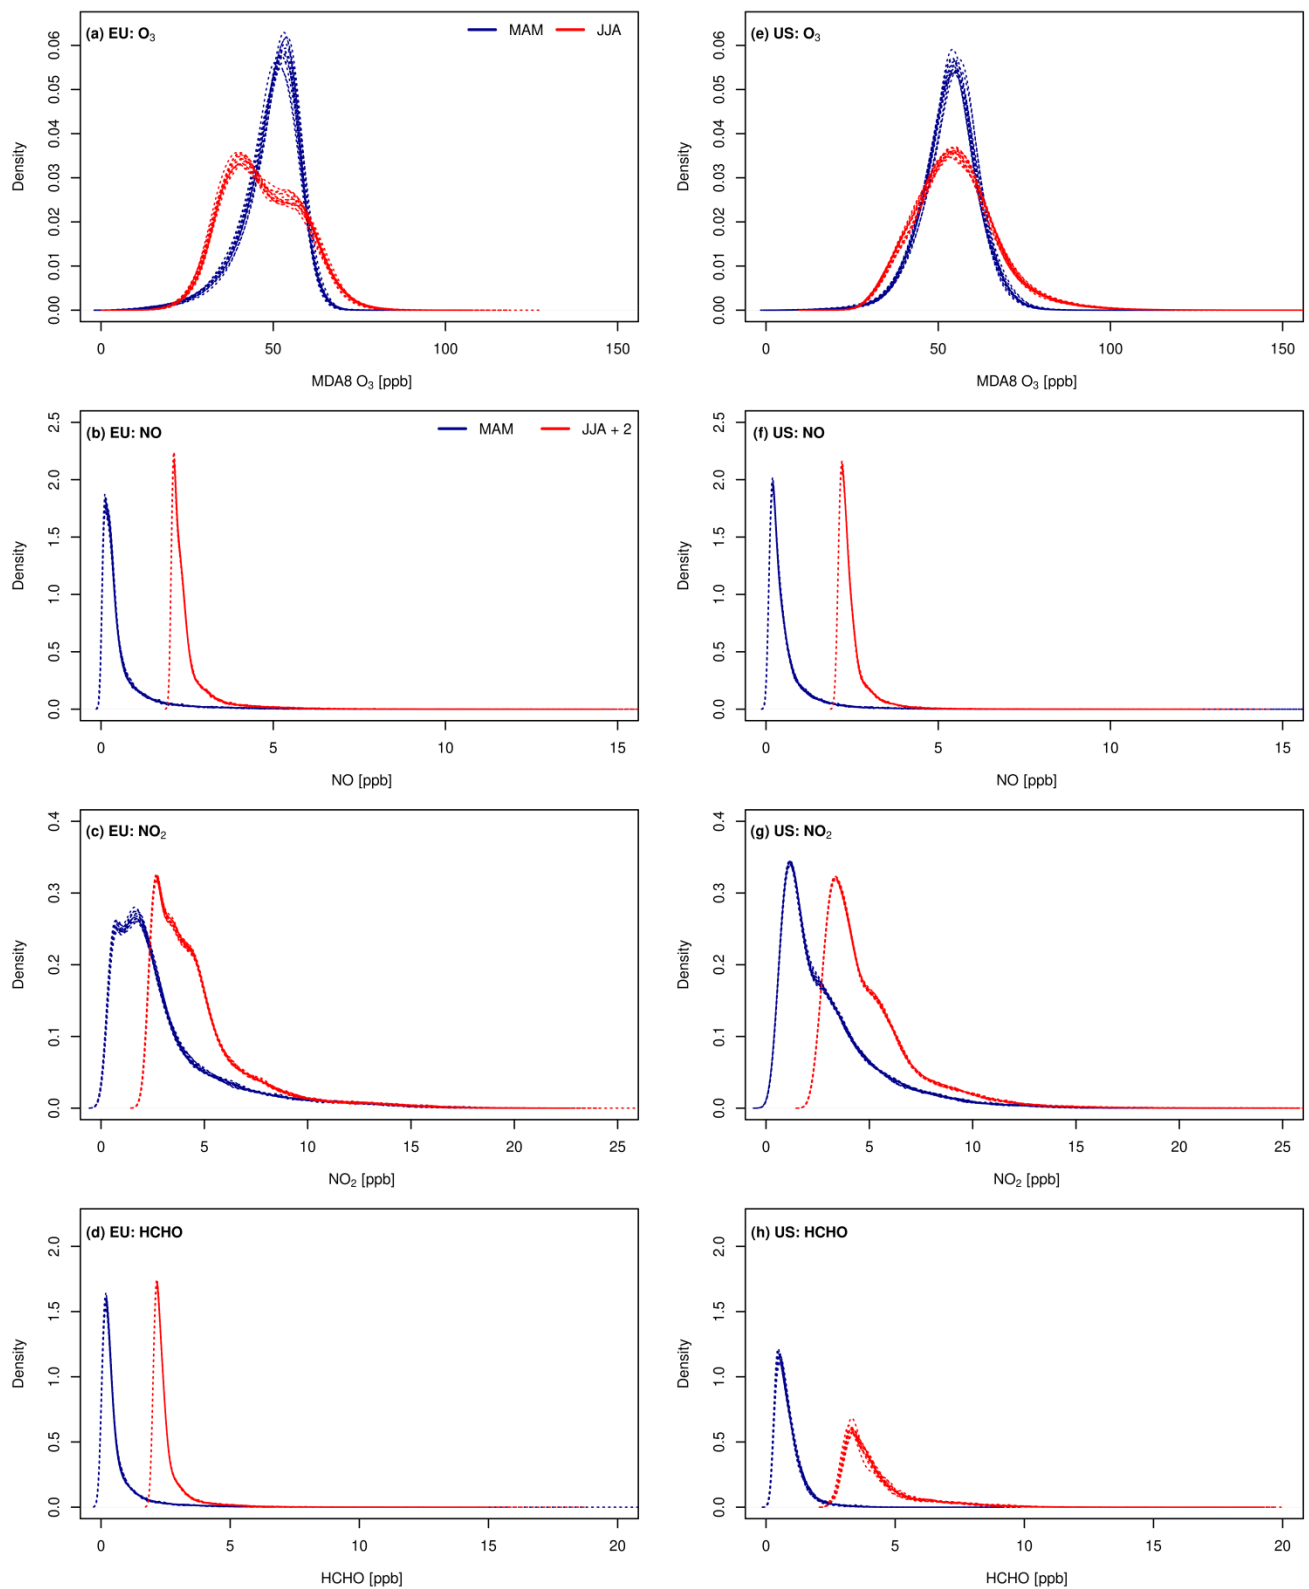 (a) EU: O₃
MAM
JJA
Density
0.00 0.01 0.02 0.03 0.04 0.05 0.06
0 50 100 150
MDA8 O₃ [ppb]
(e) US: O₃
Density
0.00 0.01 0.02 0.03 0.04 0.05 0.06
0 50 100 150
MDA8 O₃ [ppb]
(b) EU: NO
MAM
JJA + 2
Density
0.0 0.5 1.0 1.5 2.0 2.5
0 5 10 15
NO [ppb]
(f) US: NO
Density
0.0 0.5 1.0 1.5 2.0 2.5
0 5 10 15
NO [ppb]
(c) EU: NO₂
Density
0.0 0.1 0.2 0.3 0.4
0 5 10 15 20 25
NO₂ [ppb]
(g) US: NO₂
Density
0.0 0.1 0.2 0.3 0.4
0 5 10 15 20 25
NO₂ [ppb]
(d) EU: HCHO
Density
0.0 0.5 1.0 1.5 2.0
0 5 10 15 20
HCHO [ppb]
(h) US: HCHO
Density
0.0 0.5 1.0 1.5 2.0
0 5 10 15 20
HCHO [ppb]